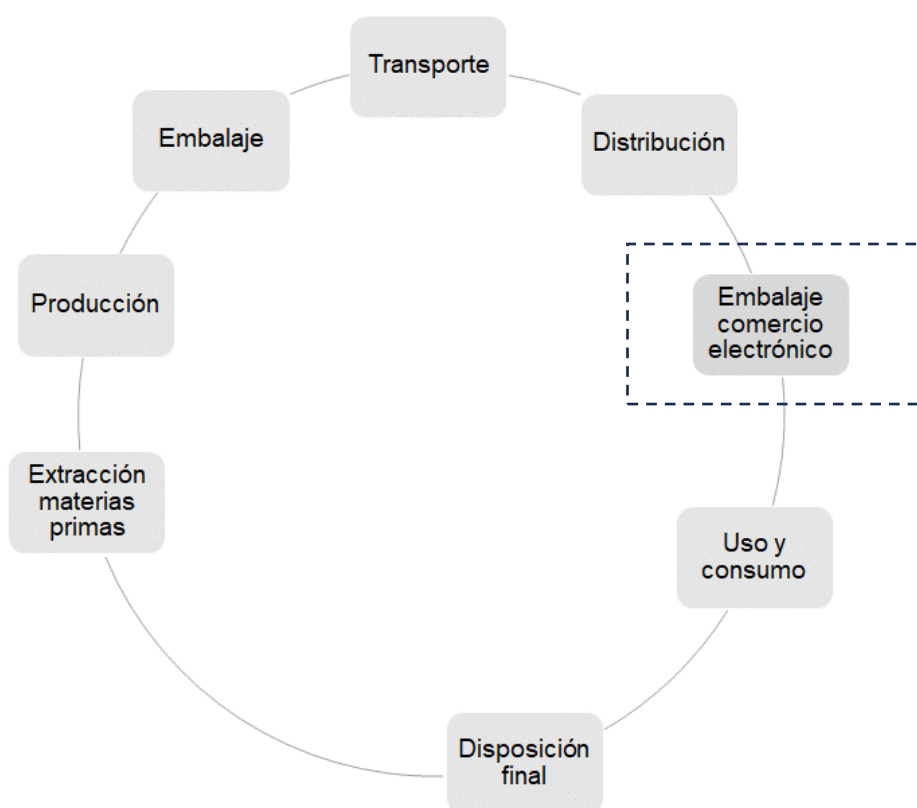 Transporte
Embalaje
Distribución
Producción
Embalaje
comercio
electrónico
Extracción
materias
primas
Uso y
consumo
Disposición
final